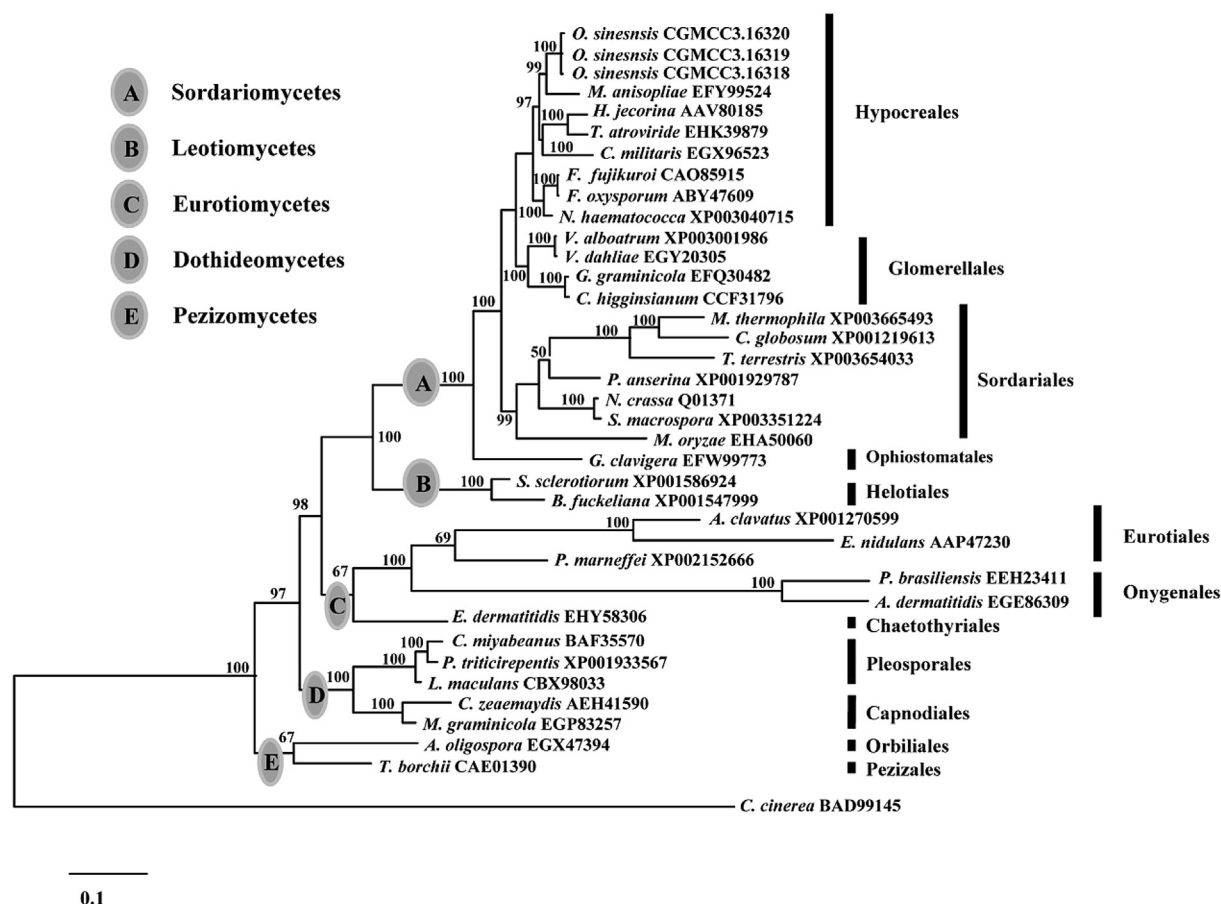 A Sordariomycetes
B Leotiomycetes
C Eurotiomycetes
D Dothideomycetes
E Pezizomycetes
O. sinesnsis CGMCC3.16320
O. sinesnsis CGMCC3.16319
O. sinesnsis CGMCC3.16318
M. anisopliae EFY99524
H. jecorina AAV80185
T. atroviride EHK39879
C. militaris EGX96523
F. fujikuroi CAO85915
F. oxysporum ABY47609
N. haematococca XP003040715
V. alboatrum XP003001986
V. dahliae EGY20305
G. graminicola EFQ30482
C. higginsianum CCF31796
M. thermophila XP003665493
C. globosum XP001219613
T. terrestris XP003654033
P. anserina XP001929787
N. crassa Q01371
S. macrospora XP003351224
M. oryzae EHA50060
G. clavigera EFW99773
S. sclerotiorum XP001586924
B. fuckeliana XP001547999
A. clavatus XP001270599
E. nidulans AAP47230
P. marneffei XP002152666
P. brasiliensis EEH23411
A. dermatitidis EGE86309
E. dermatitidis EHY58306
C. miyabeanus BAF35570
P. triticirepentis XP001933567
L. maculans CBX98033
C. zeaemaydis AEH41590
M. graminicola EGP83257
A. oligospora EGX47394
T. borchii CAE01390
C. cinerea BAD99145
Hypocreales
Glomerellales
Sordariales
Ophiostomatales
Helotiales
Eurotiales
Onygenales
Chaetothyriales
Pleosporales
Capnodiales
Orbiliales
Pezizales
100
99
97
100
100
100
100
100
100
100
100
100
100
50
100
99
100
A
100
B
100
98
100
69
100
100
67
C
97
100
100
100
D
100
100
67
E
0.1